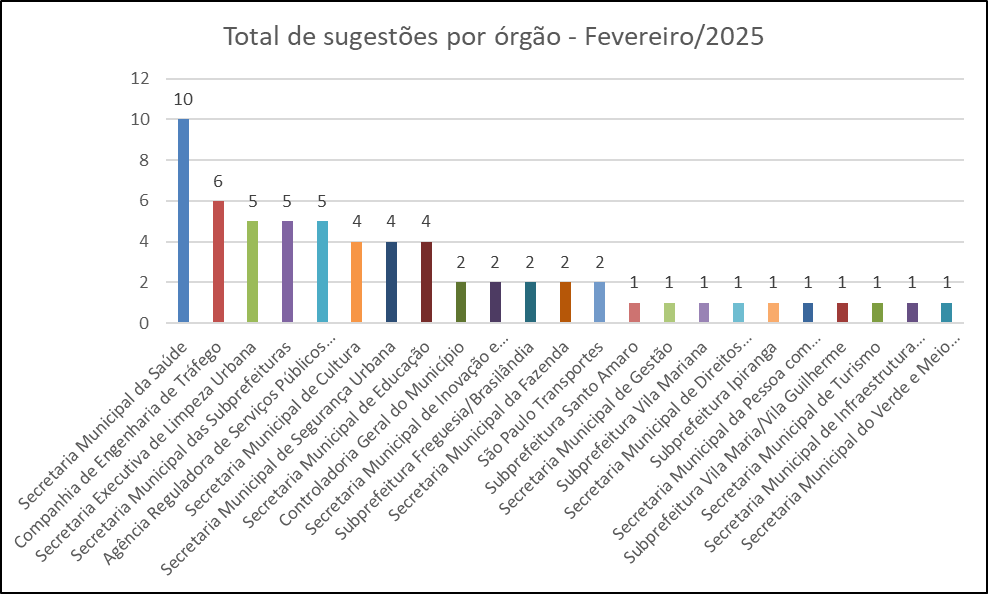 Total de sugestões por órgão - Fevereiro/2025
12
10
8
6
4
2
0
10
6
5
5
5
4
4
4
2
2
2
2
2
1
1
1
1
1
1
1
1
1
1
Secretaria Municipal da Saúde
Companhia de Engenharia de Tráfego
Secretaria Executiva de Limpeza Urbana
Secretaria Municipal das Subprefeituras
Agência Reguladora de Serviços Públicos…
Secretaria Municipal de Cultura
Secretaria Municipal de Segurança Urbana
Secretaria Municipal de Educação
Controladoria Geral do Município
Secretaria Municipal de Inovação e…
Subprefeitura Freguesia/Brasilândia
Secretaria Municipal da Fazenda
São Paulo Transportes
Subprefeitura Santo Amaro
Secretaria Municipal de Gestão
Subprefeitura Vila Mariana
Secretaria Municipal de Direitos…
Subprefeitura Ipiranga
Secretaria Municipal da Pessoa com…
Subprefeitura Vila Maria/Vila Guilherme
Secretaria Municipal de Turismo
Secretaria Municipal de Infraestrutura…
Secretaria Municipal do Verde e Meio…